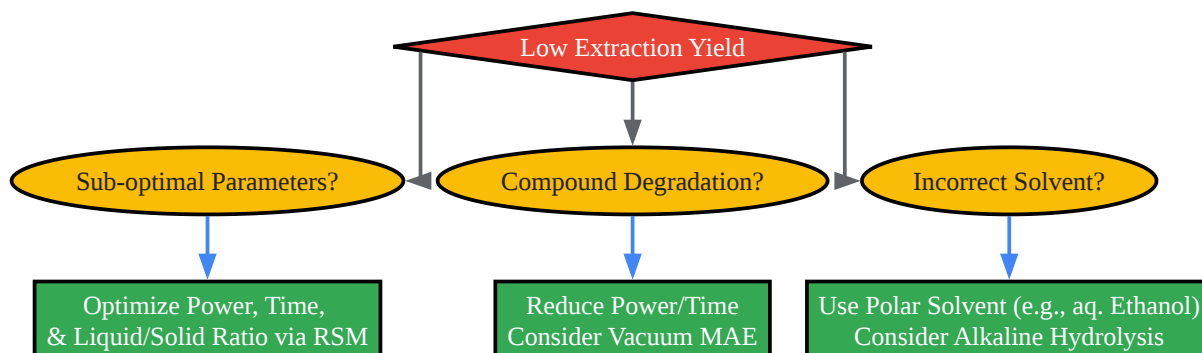 Low Extraction Yield
Sub-optimal Parameters?
Compound Degradation?
Incorrect Solvent?
Optimize Power, Time,
& Liquid/Solid Ratio via RSM
Reduce Power/Time
Consider Vacuum MAE
Use Polar Solvent (e.g., aq. Ethanol)
Consider Alkaline Hydrolysis